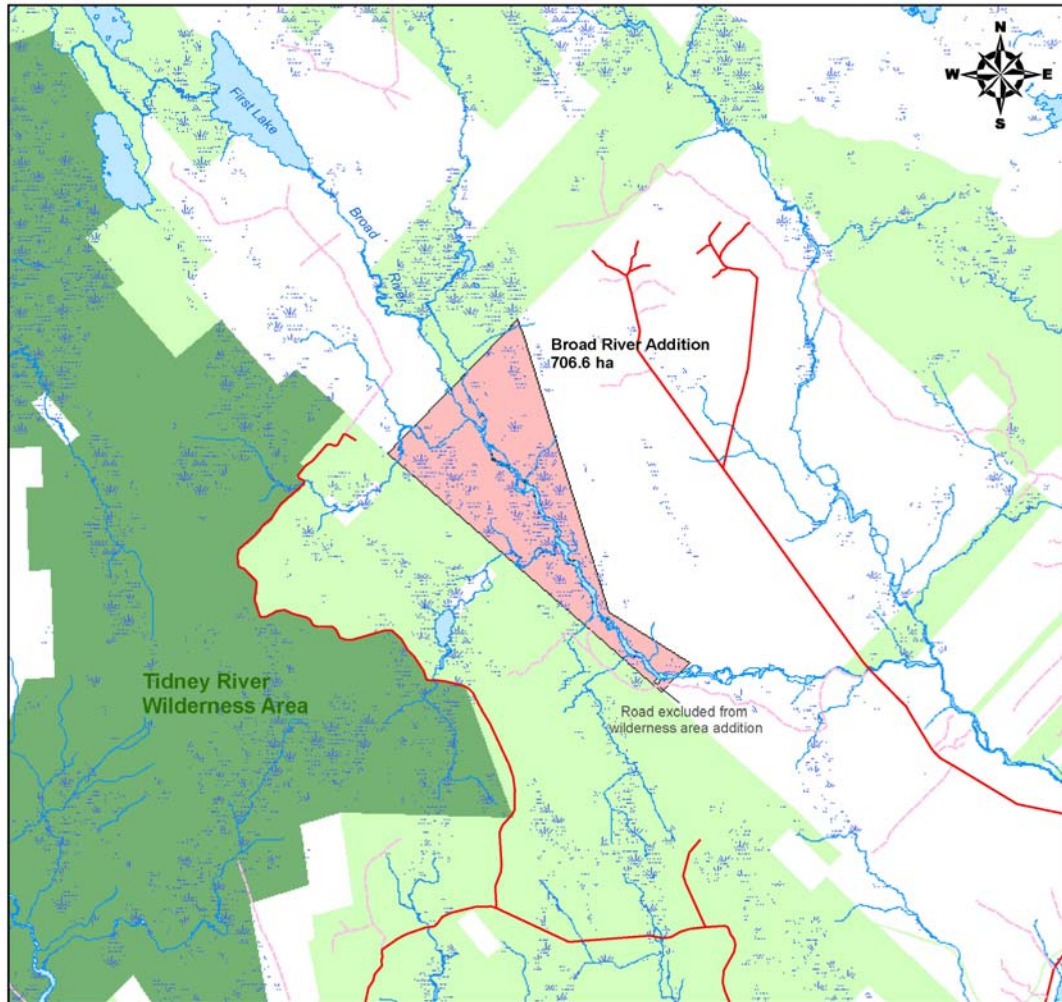 N
W E
S
First Lake
Broad
River
Broad River Addition
706.6 ha
Tidney River
Wilderness Area
Road excluded from
wilderness area addition